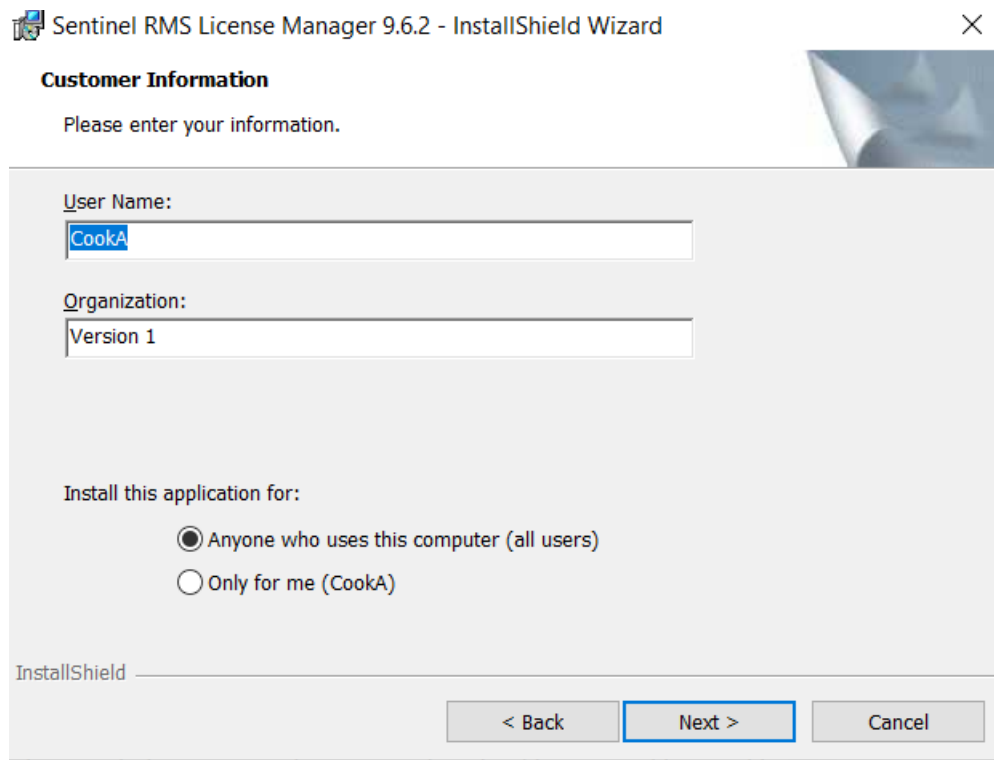 Sentinel RMS License Manager 9.6.2 - InstallShield Wizard
Customer Information
Please enter your information.
User Name:
CookA
Organization:
Version 1
Install this application for:
Anyone who uses this computer (all users)
Only for me (CookA)
InstallShield
< Back Next > Cancel